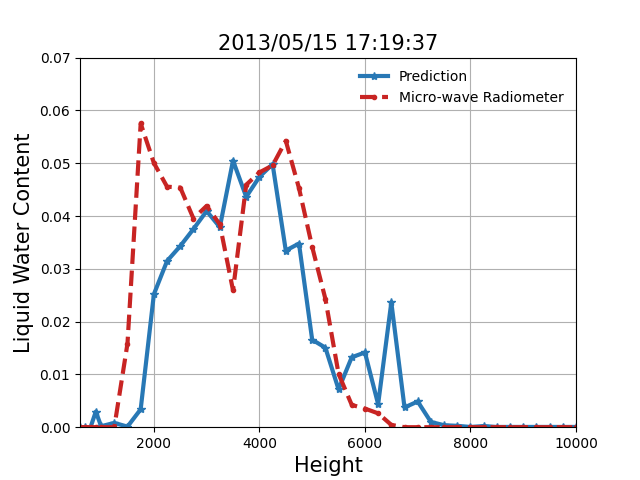 2013/05/15 17:19:37
0.07
0.06
0.05
0.04
0.03
0.02
0.01
0.00
Liquid Water Content
Prediction
Micro-wave Radiometer
2000 4000 6000 8000 10000
Height